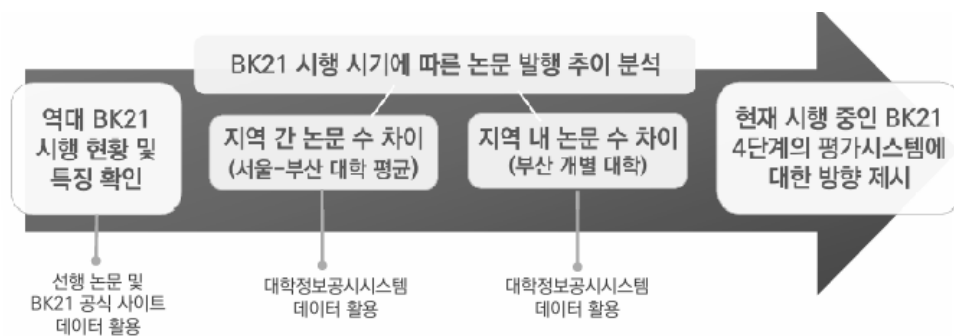 BK21 시행 시기에 따른 논문 발행 추이 분석
역대 BK21
시행 현황 및
특징 확인
지역 간 논문 수 차이
(서울-부산 대학 평균)
지역 내 논문 수 차이
(부산 개별 대학)
현재 시행 중인 BK21
4단계의 평가시스템에
대한 방향 제시
선행 논문 및
BK21 공식 사이트
데이터 활용
대학정보공시시스템
데이터 활용
대학정보공시시스템
데이터 활용